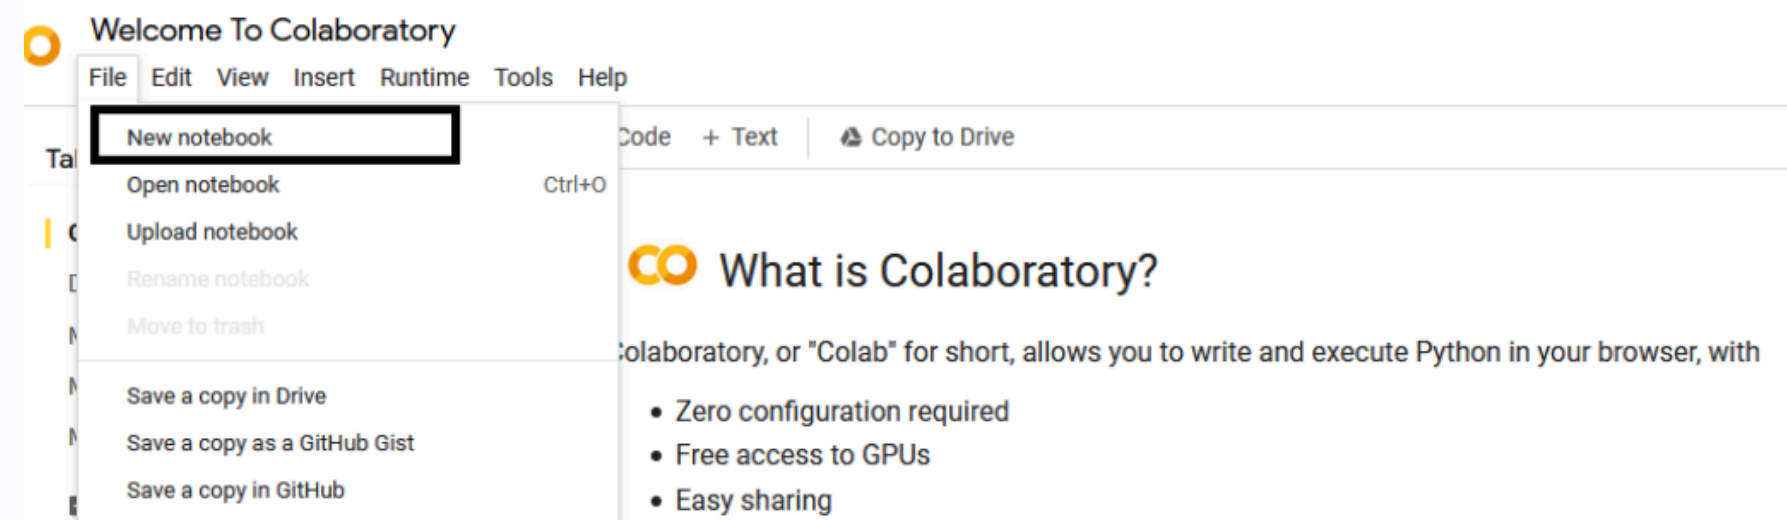 Welcome To Colaboratory
File Edit View Insert Runtime Tools Help
New notebook
Open notebook Ctrl+O
Upload notebook
Rename notebook
Move to trash
Save a copy in Drive
Save a copy as a GitHub Gist
Save a copy in GitHub
Code + Text Copy to Drive
CO What is Colaboratory?
olaboratory, or "Colab" for short, allows you to write and execute Python in your browser, with
• Zero configuration required
• Free access to GPUs
• Easy sharing